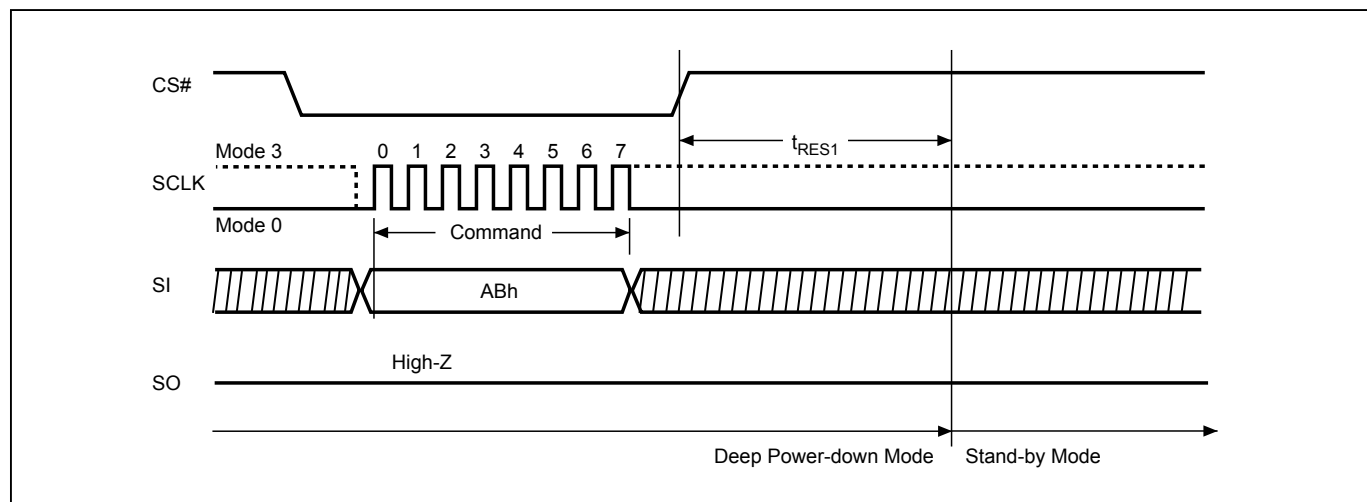 CS#
tRES1
Mode 3
0 1 2 3 4 5 6 7
SCLK
Mode 0
Command
SI
ABh
High-Z
SO
Deep Power-down Mode
Stand-by Mode